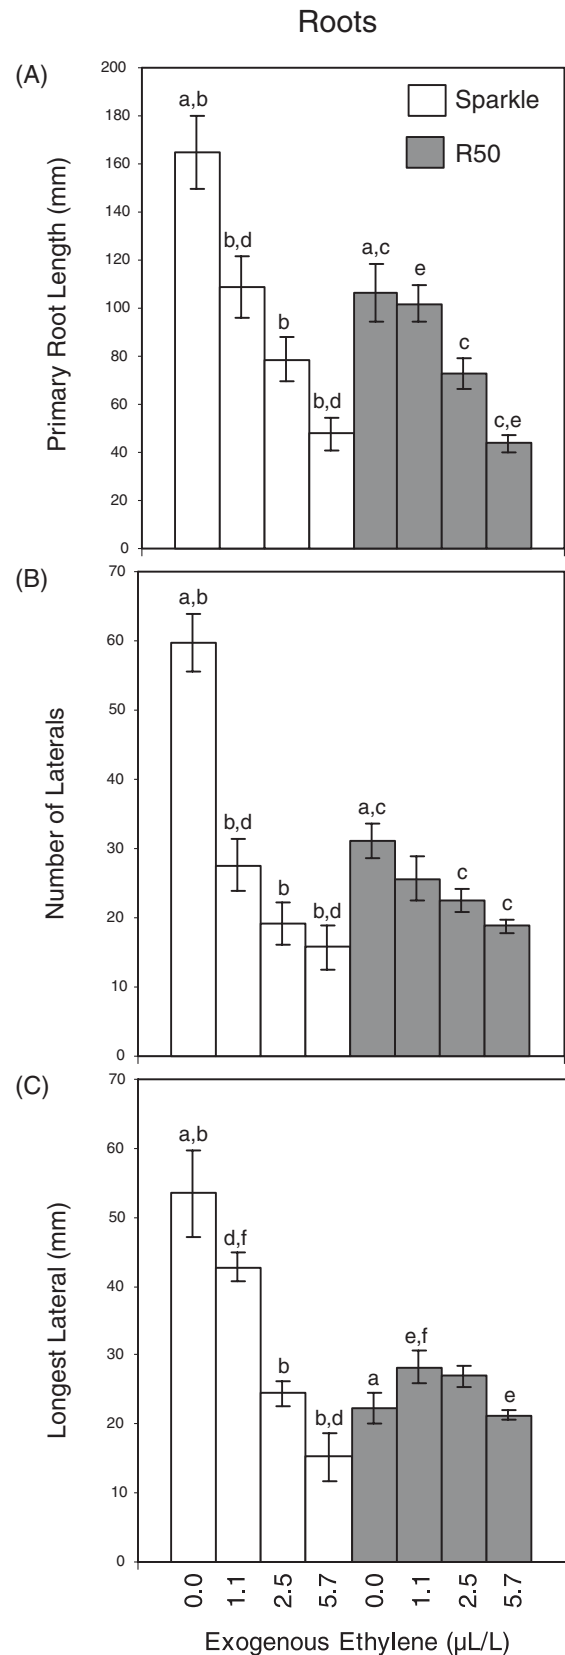 Roots
(A)
Primary Root Length (mm)
200
180
160
140
120
100
80
60
40
20
0
Sparkle
R50
a,b
b,d
b
b,d
a,c
e
c
c,e
(B)
Number of Laterals
70
60
50
40
30
20
10
0
a,b
b,d
b
b,d
a,c
c
c
(C)
Longest Lateral (mm)
70
60
50
40
30
20
10
0
a,b
d,f
b
b,d
a
e,f
e
0.0 1.1 2.5 5.7 0.0 1.1 2.5 5.7
Exogenous Ethylene (µL/L)